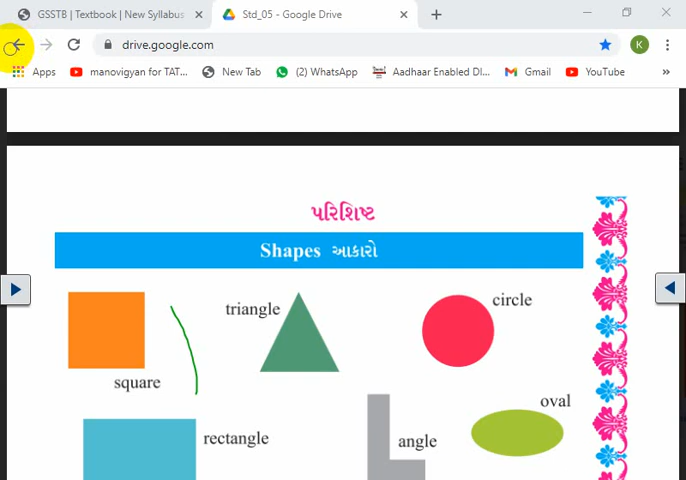 GSSTB | Textbook | New Syllabus
Std_05 - Google Drive
drive.google.com
K
Apps
manovigyan for TAT...
New Tab
(2) WhatsApp
Aadhaar Enabled DI...
Gmail
YouTube
»
પરિશિષ્ટ
Shapes આકારો
triangle
circle
square
oval
rectangle
angle